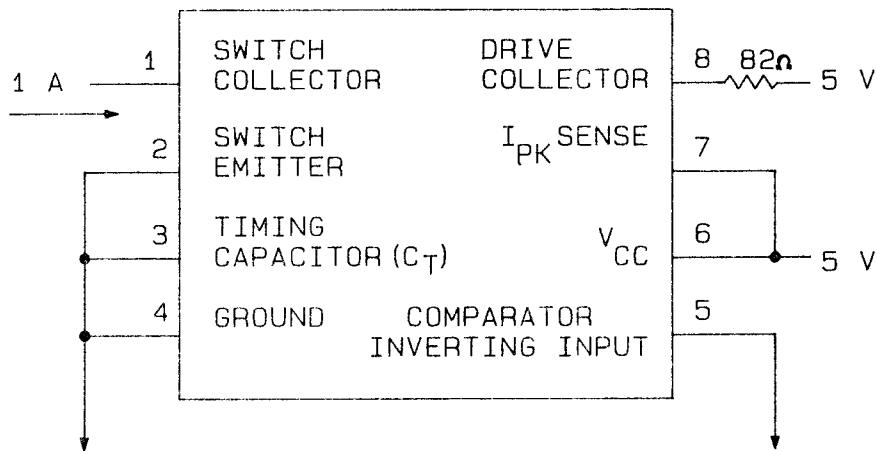 1 A
1
SWITCH
COLLECTOR
DRIVE
COLLECTOR
8
82Ω
5 V
2
SWITCH
EMITTER
I_PK SENSE
7
3
TIMING
CAPACITOR (C_T)
V_CC
6
5 V
4
GROUND
COMPARATOR
INVERTING INPUT
5